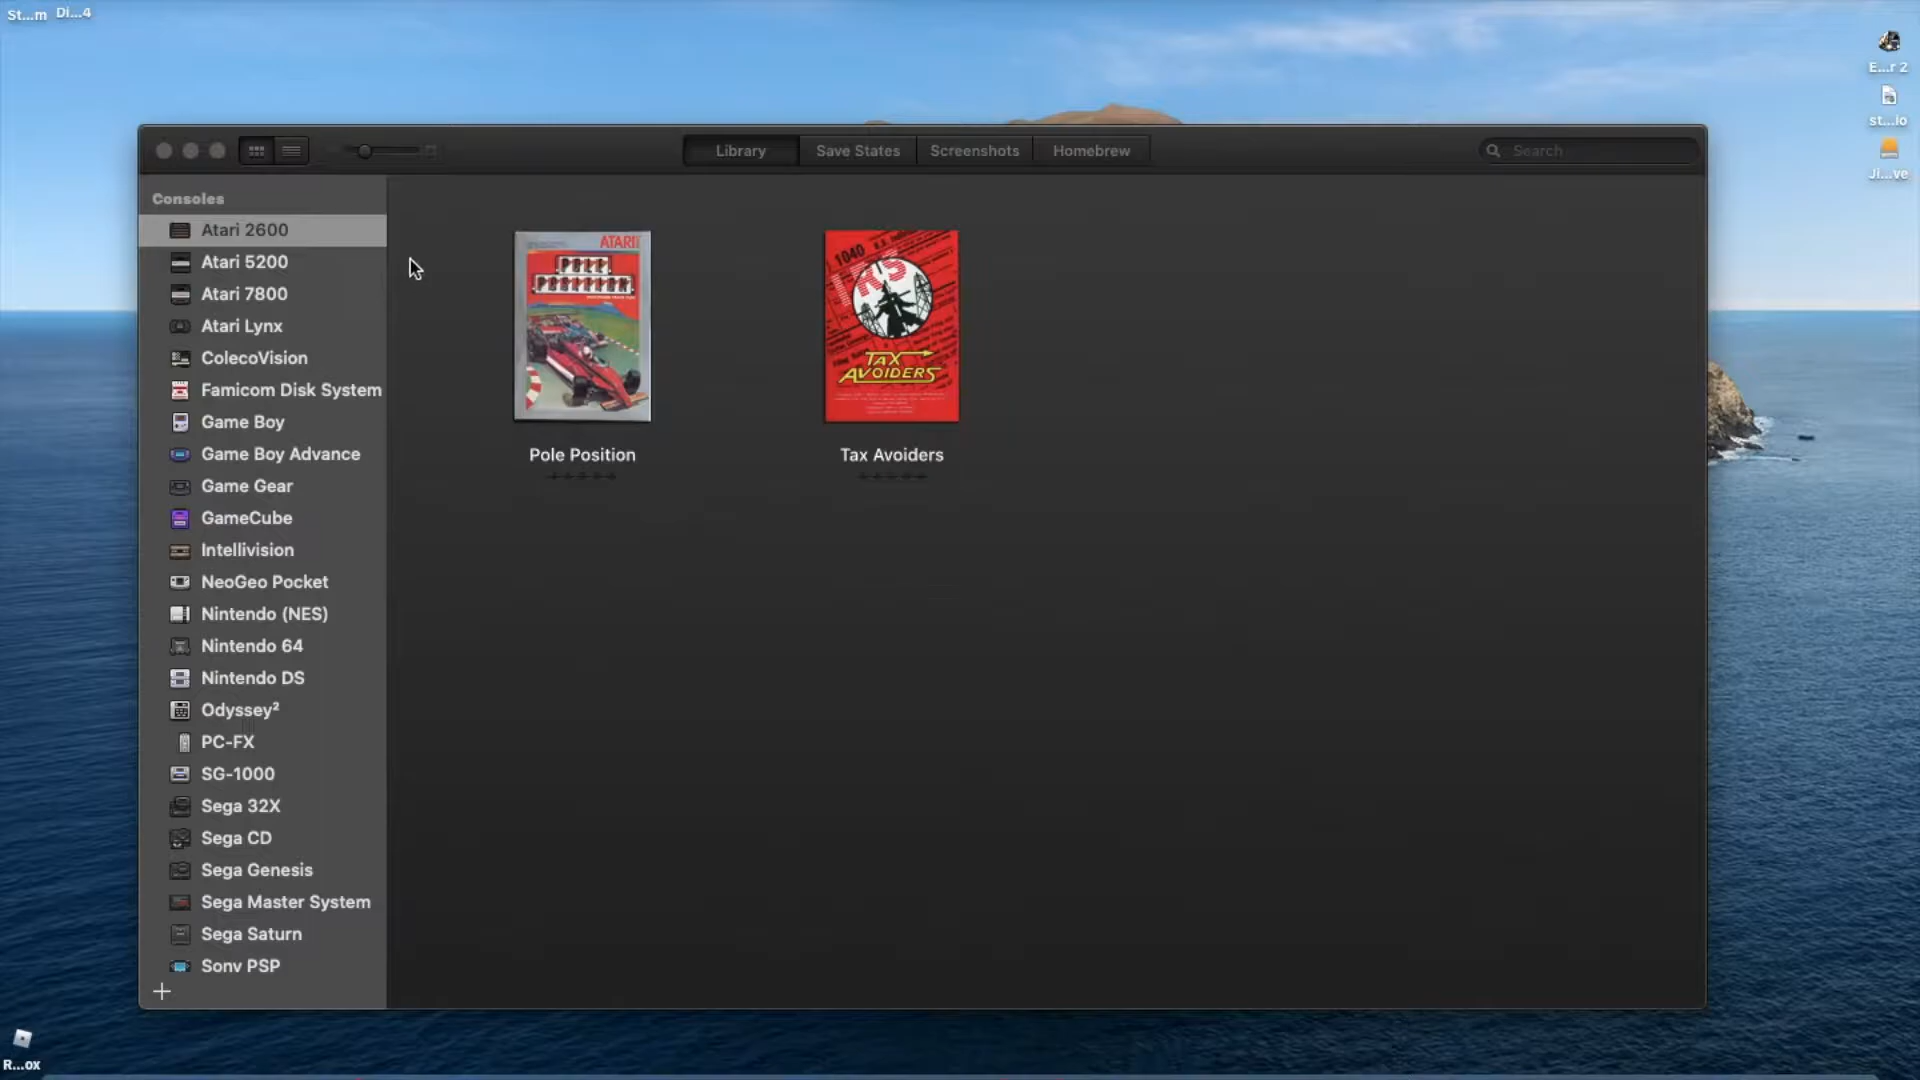 St...m Di...4
E...r 2
st...io
Ji...ve
Library Save States Screenshots Homebrew
Search
Consoles
Atari 2600
Atari 5200
Atari 7800
Atari Lynx
ColecoVision
Famicom Disk System
Game Boy
Game Boy Advance
Game Gear
GameCube
Intellivision
NeoGeo Pocket
Nintendo (NES)
Nintendo 64
Nintendo DS
Odyssey²
PC-FX
SG-1000
Sega 32X
Sega CD
Sega Genesis
Sega Master System
Sega Saturn
Sony PSP
ATARI
POLE
POSITION
Pole Position
1040
IRS
TAX
AVOIDERS
Tax Avoiders
R...ox